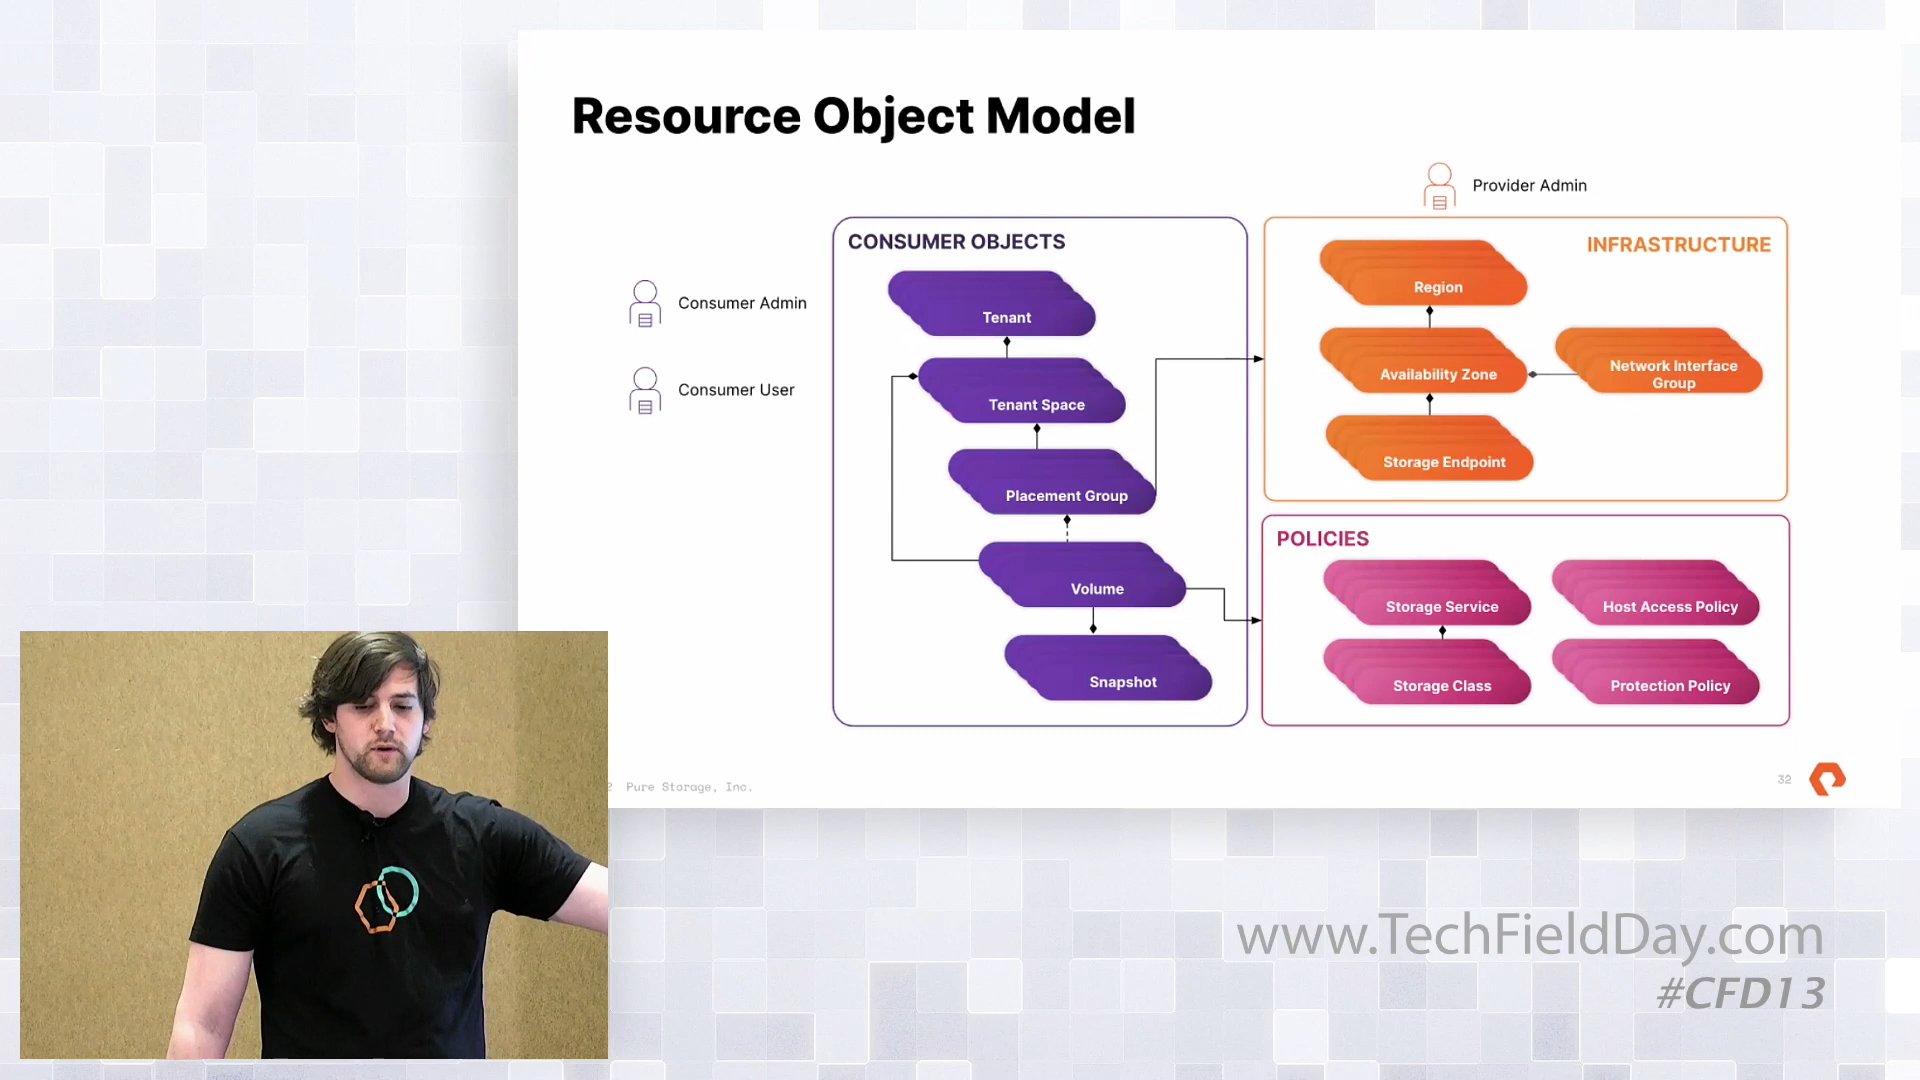 Resource Object Model
Provider Admin
CONSUMER OBJECTS
INFRASTRUCTURE
Consumer Admin
Consumer User
Tenant
Tenant Space
Placement Group
Volume
Snapshot
Region
Availability Zone
Network Interface
Group
Storage Endpoint
POLICIES
Storage Service
Host Access Policy
Storage Class
Protection Policy
2 Pure Storage, Inc.
32
www.TechFieldDay.com
#CFD13